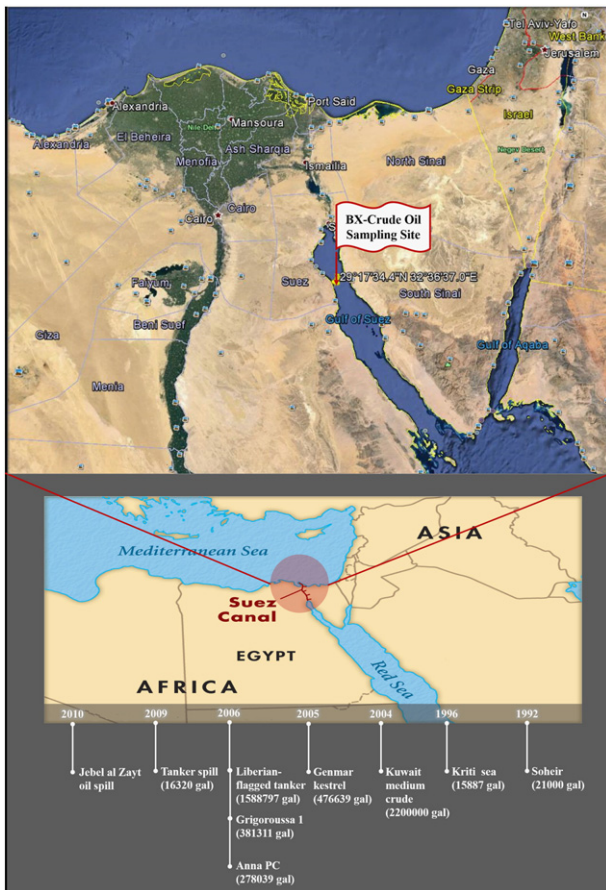 Tel Aviv-Yafo
West Bank
Jerusalem
Gaza
Gaza Strip
Israel
Negev Desert
Port Said
Alexandria
Alexandria
El Beheira
Nile Delta
Mansoura
Ash Sharqia
Menofia
Ismailia
North Sinai
Cairo
Cairo
BX-Crude Oil
Sampling Site
29°17'34.4"N 32°36'37.0"E
Suez
South Sinai
Faiyum
Gulf of Suez
Beni Suef
Giza
Gulf of Aqaba
Menia
ASIA
Mediterranean Sea
Suez
Canal
EGYPT
AFRICA
Red Sea
2010
2009
2006
2005
2004
1996
1992
Jebel al Zayt
oil spill
Tanker spill
(16320 gal)
Liberian-
flagged tanker
(1588797 gal)
Grigoroussa 1
(381311 gal)
Anna PC
(278039 gal)
Genmar
kestrel
(476639 gal)
Kuwait
medium
crude
(2200000 gal)
Kriti sea
(15887 gal)
Soheir
(21000 gal)